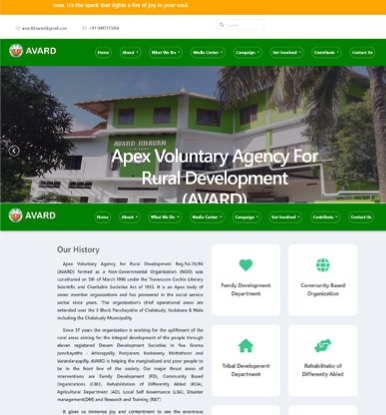 ness. It's the spark that lights a fire of joy in your soul.
Search
AVARD
Home About What We Do Media Center Campaign Get Involved Contribute Contact Us
AVARD BHAVAN
Apex Voluntary Agency For
Rural Development
(AVARD)
AVARD
Home About What We Do Media Center Campaign Get Involved Contribute Contact Us
Our History
Apex Voluntary Agency for Rural Development Reg.No.76/86
(AVARD) formed as a Non-Governmental Organization (NGO) was
constituted on 5th of March 1986 under the Travancore Cochin Literary
Scientific and Charitable Societies Act of 1955. It is an Apex body of
seven member organizations and has pioneered in the social service
sector since years. The organization's chief operational areas are
extended over the 3 Block Panchayaths of Chalakudy, Kodakara & Mala
including the Chalakudy Municipality.
Since 37 years the organization is working for the upliftment of the
rural areas aiming for the integral development of the people through
eleven registered Dream Development Societies in five Grama
panchayaths - Athirappilly, Pariyaram, Kodassery, Mattathoor and
Varandarappilly. AVARD is helping the marginalized and poor people to
be in the front line of the society. Our major thrust areas of
interventions are Family Development (FD), Community Based
Organizations (CBO), Rehabilitation of Differently Abled (RDA),
Agricultural Department (AD), Local Self Governance (LSG), Disaster
management(DM) and Research and Training (R&T)
It gives us immense joy and contentment to see the enormous
Family Development
Department
Community Based
Organization
Tribal Development
Department
Rehabilitatio of
Differently Abled